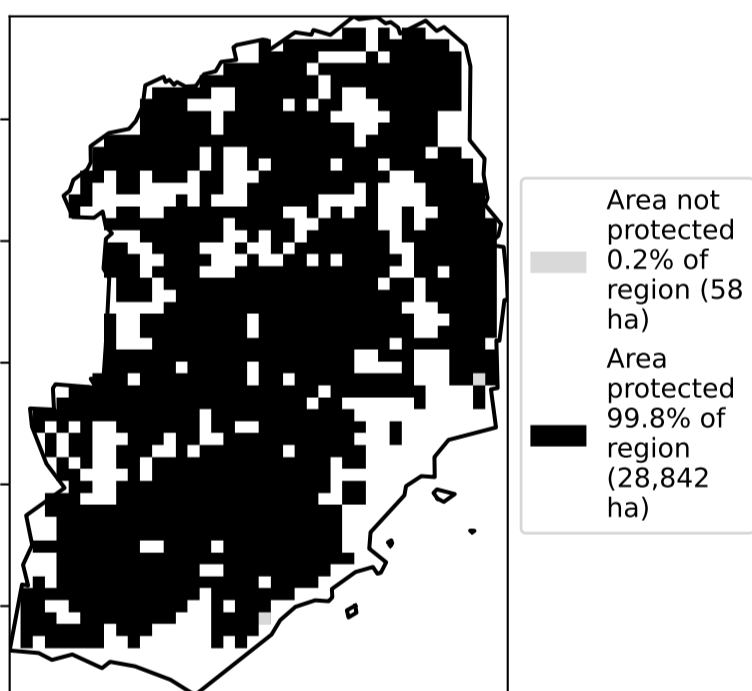 Area not
protected
0.2% of
region (58
ha)
Area
protected
99.8% of
region
(28,842
ha)